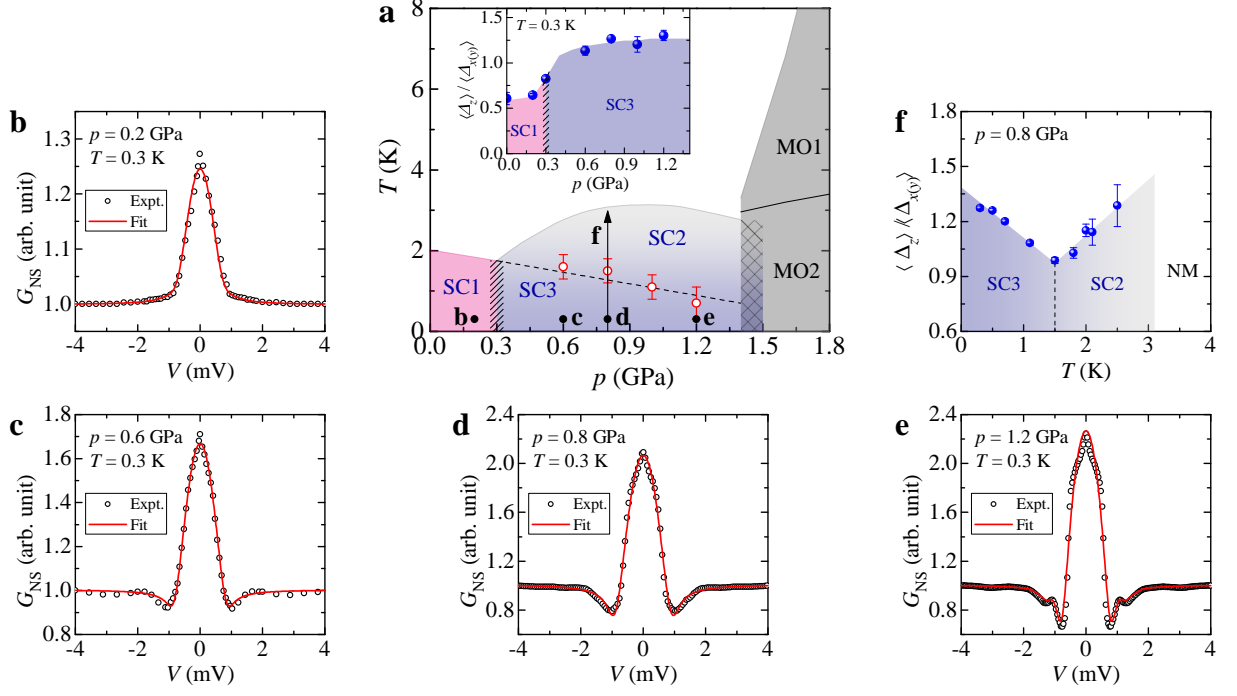 a
8
6
4
2
0
T (K)
0.0
0.3
0.6
0.9
1.2
1.5
1.8
p (GPa)
T = 0.3 K
1.5
1.0
0.5
0.0
⟨Δz⟩ / ⟨Δx(y)⟩
SC1
SC3
0.0
0.3
0.6
0.9
1.2
p (GPa)
MO1
MO2
SC1
SC3
SC2
f
b
c
d
e
b
p = 0.2 GPa
T = 0.3 K
Expt.
Fit
1.3
1.2
1.1
1.0
GNS (arb. unit)
-4
-2
0
2
4
V (mV)
f
p = 0.8 GPa
1.8
1.5
1.2
0.9
0.6
⟨Δz⟩ /⟨Δx(y)⟩
SC3
SC2
NM
0
1
2
3
4
T (K)
c
p = 0.6 GPa
T = 0.3 K
Expt.
Fit
1.8
1.6
1.4
1.2
1.0
0.8
GNS (arb. unit)
-4
-2
0
2
4
V (mV)
d
p = 0.8 GPa
T = 0.3 K
Expt.
Fit
2.4
2.0
1.6
1.2
0.8
GNS (arb. unit)
-4
-2
0
2
4
V (mV)
e
p = 1.2 GPa
T = 0.3 K
Expt.
Fit
2.4
2.0
1.6
1.2
0.8
GNS (arb. unit)
-4
-2
0
2
4
V (mV)